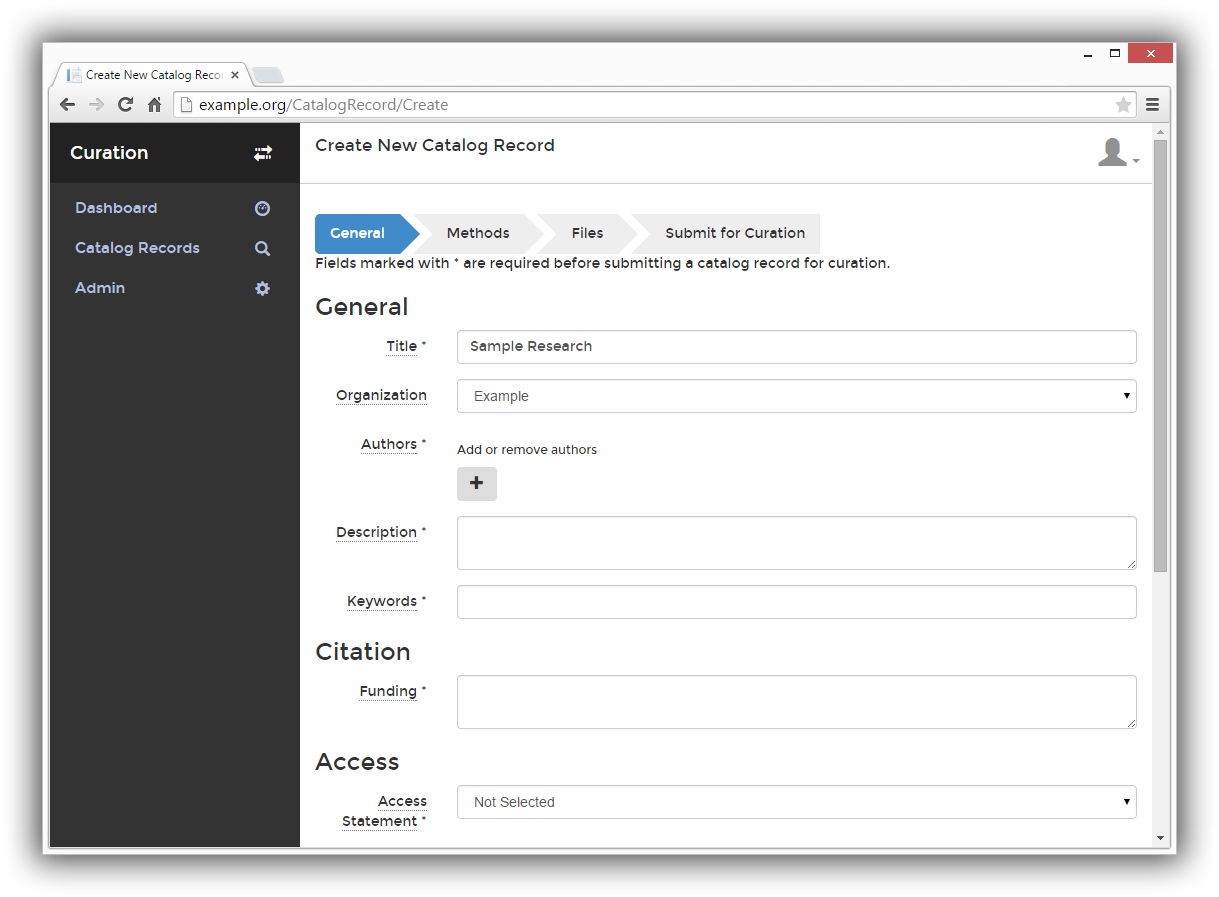 Create New Catalog Reco
example.org/CatalogRecord/Create
Curation
Create New Catalog Record
Dashboard
Catalog Records
Admin
General
Methods
Files
Submit for Curation
Fields marked with * are required before submitting a catalog record for curation.
General
Title *
Sample Research
Organization
Example
Authors *
Add or remove authors
Description *
Keywords *
Citation
Funding *
Access
Access
Statement *
Not Selected